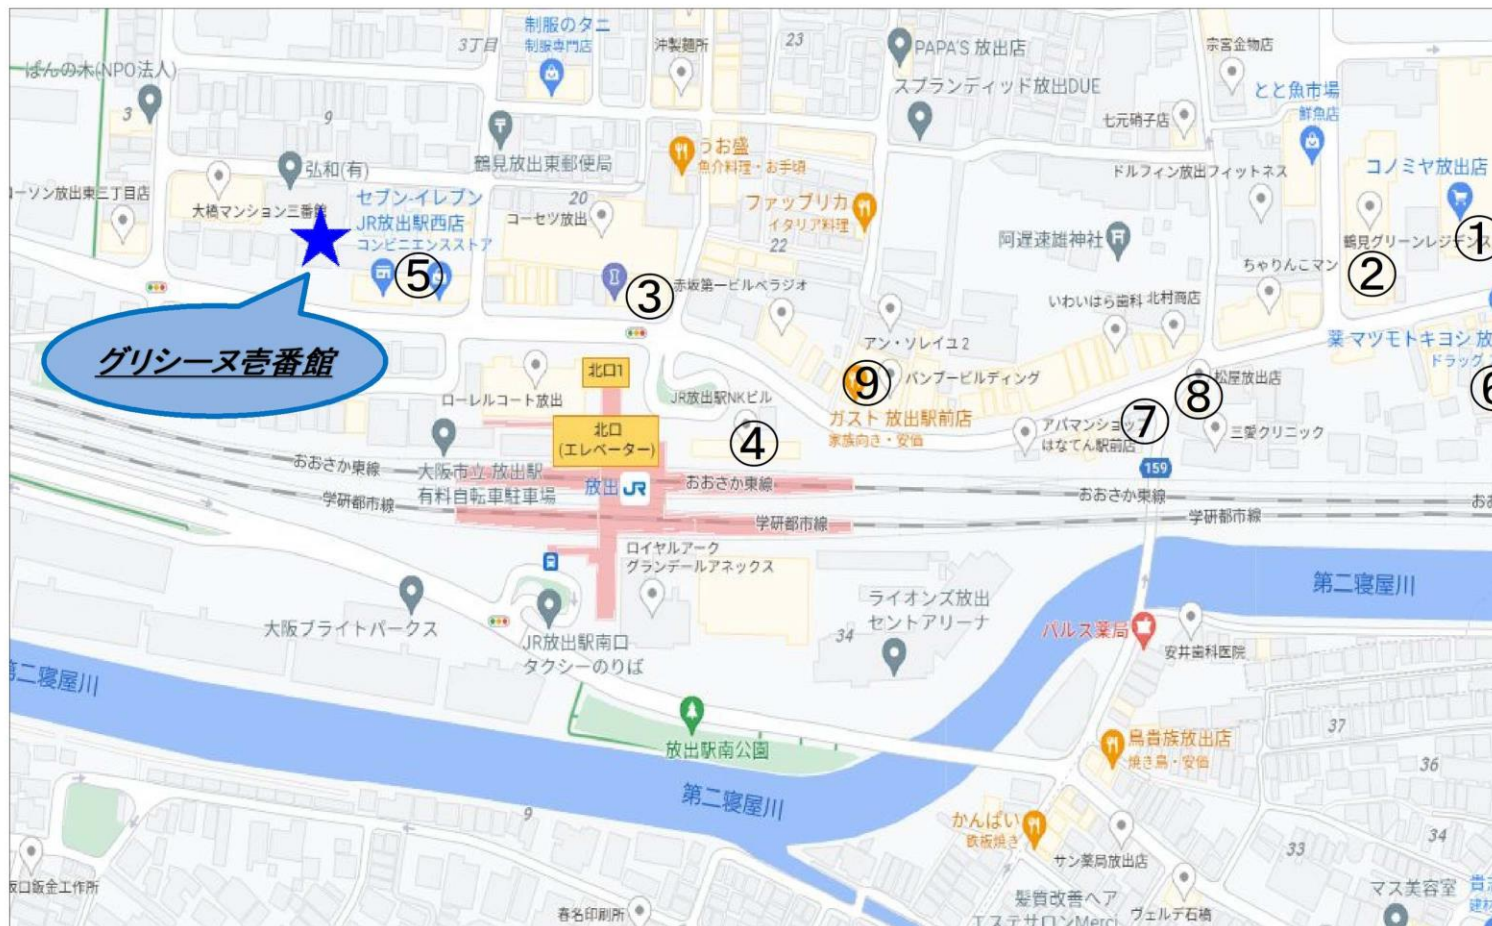 制服のタニ
制服専門店
3丁目
沖製麺所
23
PAPA'S 放出店
宗宮金物店
ぱんの木(NPO法人)
スプランディッド放出DUE
とと魚市場
鮮魚店
3
9
七元硝子店
うお盛
魚介料理・お手頃
鶴見放出東郵便局
弘和(有)
ドルフィン放出フィットネス
コノミヤ放出店
ローソン放出東三丁目店
大橋マンション三番館
セブン-イレブン
JR放出駅西店
コンビニエンスストア
20
コーセツ放出
ファッブリカ
イタリア料理
22
阿遅速雄神社
鶴見グリーンレジデンス
①
ちゃりんこマン
②
⑤
③
赤坂第一ビルベラジオ
いわいはら歯科
北村商店
グリシーヌ壱番館
アン・ソレイユ2
薬 マツモトキヨシ 放
ドラッグ
北口1
ローレルコート放出
JR放出駅NKビル
⑨
バンブービルディング
松屋放出店
⑧
⑥
ガスト 放出駅前店
家族向き・安価
アパマンショップ
はなてん駅前店
⑦
三愛クリニック
北口
(エレベーター)
④
159
おおさか東線
大阪市立 放出駅
有料自転車駐車場
放出
JR
おおさか東線
おおさか東線
学研都市線
学研都市線
学研都市線
ロイヤルアーク
グランデールアネックス
第二寝屋川
大阪ブライトパークス
JR放出駅南口
タクシーのりば
ライオンズ放出
セントアリーナ
34
パルス薬局
安井歯科医院
第二寝屋川
放出駅南公園
鳥貴族放出店
焼き鳥・安価
37
36
第二寝屋川
9
かんぱい
鉄板焼き
サン薬局放出店
33
34
坂口鈑金工作所
春名印刷所
髪質改善ヘア
エステサロンMerci
ヴェルデ石橋
マス美容室